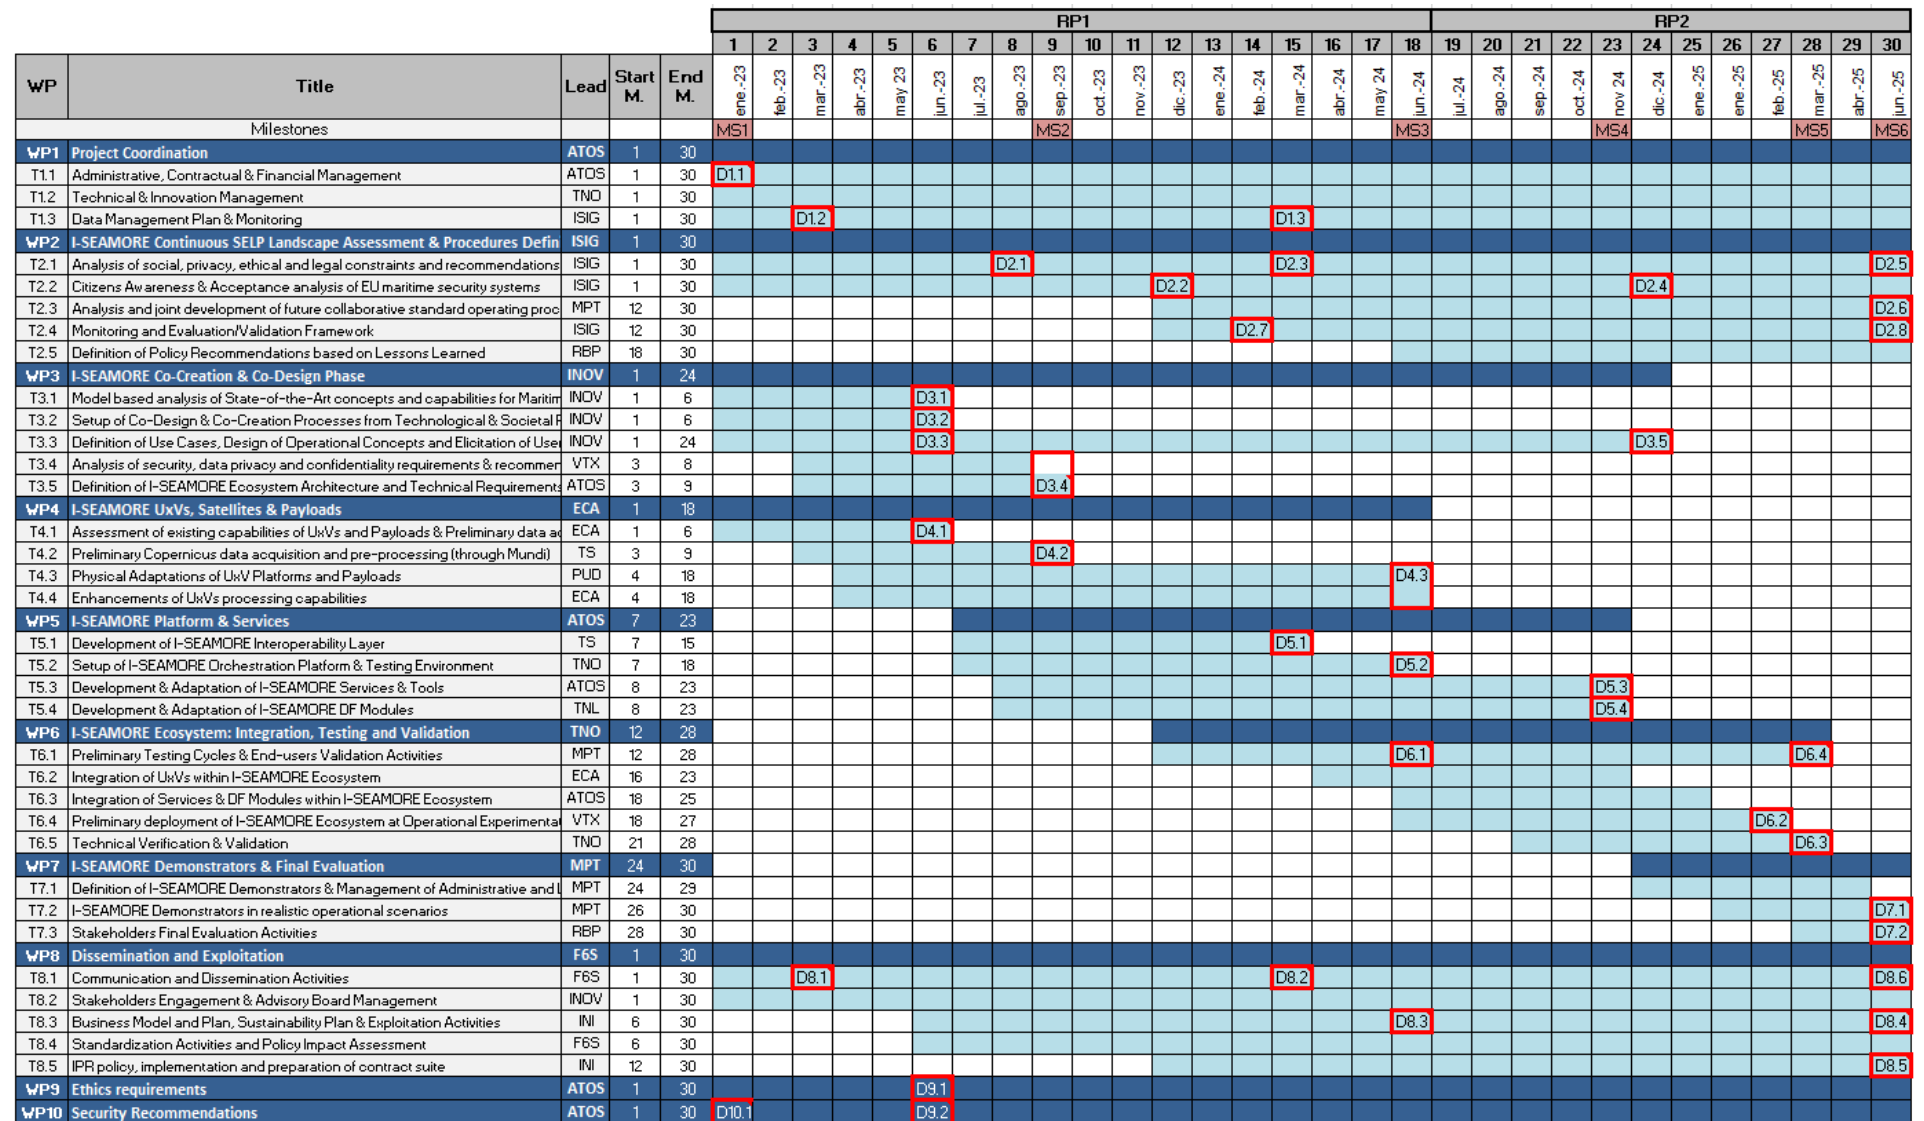 RP1 RP2
1 2 3 4 5 6 7 8 9 10 11 12 13 14 15 16 17 18 19 20 21 22 23 24 25 26 27 28 29 30
WP Title Lead Start M. End M. ene.-23 feb.-23 mar.-23 abr.-23 may 23 jun.-23 jul.-23 ago.-23 sep.-23 oct.-23 nov.-23 dic.-23 ene.-24 feb.-24 mar.-24 abr.-24 may 24 jun.-24 jul.-24 ago.-24 sep.-24 oct.-24 nov 24 dic.-24 ene.-25 ene.-25 feb.-25 mar.-25 abr.-25 jun.-25
Milestones MS1 MS2 MS3 MS4 MS5 MS6
WP1 Project Coordination ATOS 1 30
T1.1 Administrative, Contractual & Financial Management ATOS 1 30 D1.1
T1.2 Technical & Innovation Management TNO 1 30
T1.3 Data Management Plan & Monitoring ISIG 1 30 D1.2 D1.3
WP2 I-SEAMORE Continuous SELP Landscape Assessment & Procedures Defin ISIG 1 30
T2.1 Analysis of social, privacy, ethical and legal constraints and recommendations ISIG 1 30 D2.1 D2.3 D2.5
T2.2 Citizens Awareness & Acceptance analysis of EU maritime security systems ISIG 1 30 D2.2 D2.4
T2.3 Analysis and joint development of future collaborative standard operating proc MPT 12 30 D2.6
T2.4 Monitoring and Evaluation/Validation Framework ISIG 12 30 D2.7 D2.8
T2.5 Definition of Policy Recommendations based on Lessons Learned RBP 18 30
WP3 I-SEAMORE Co-Creation & Co-Design Phase INOV 1 24
T3.1 Model based analysis of State-of-the-Art concepts and capabilities for Maritim INOV 1 6 D3.1
T3.2 Setup of Co-Design & Co-Creation Processes from Technological & Societal P INOV 1 6 D3.2
T3.3 Definition of Use Cases, Design of Operational Concepts and Elicitation of User INOV 1 24 D3.3 D3.5
T3.4 Analysis of security, data privacy and confidentiality requirements & recommen VTX 3 8
T3.5 Definition of I-SEAMORE Ecosystem Architecture and Technical Requirements ATOS 3 9 D3.4
WP4 I-SEAMORE UxVs, Satellites & Payloads ECA 1 18
T4.1 Assessment of existing capabilities of UxVs and Payloads & Preliminary data ac ECA 1 6 D4.1
T4.2 Preliminary Copernicus data acquisition and pre-processing (through Mundi) TS 3 9 D4.2
T4.3 Physical Adaptations of UxV Platforms and Payloads PUD 4 18 D4.3
T4.4 Enhancements of UxVs processing capabilities ECA 4 18
WP5 I-SEAMORE Platform & Services ATOS 7 23
T5.1 Development of I-SEAMORE Interoperability Layer TS 7 15 D5.1
T5.2 Setup of I-SEAMORE Orchestration Platform & Testing Environment TNO 7 18 D5.2
T5.3 Development & Adaptation of I-SEAMORE Services & Tools ATOS 8 23 D5.3
T5.4 Development & Adaptation of I-SEAMORE DF Modules TNL 8 23 D5.4
WP6 I-SEAMORE Ecosystem: Integration, Testing and Validation TNO 12 28
T6.1 Preliminary Testing Cycles & End-users Validation Activities MPT 12 28 D6.1 D6.4
T6.2 Integration of UxVs within I-SEAMORE Ecosystem ECA 16 23
T6.3 Integration of Services & DF Modules within I-SEAMORE Ecosystem ATOS 18 25
T6.4 Preliminary deployment of I-SEAMORE Ecosystem at Operational Experimental VTX 18 27 D6.2
T6.5 Technical Verification & Validation TNO 21 28 D6.3
WP7 I-SEAMORE Demonstrators & Final Evaluation MPT 24 30
T7.1 Definition of I-SEAMORE Demonstrators & Management of Administrative and L MPT 24 29
T7.2 I-SEAMORE Demonstrators in realistic operational scenarios MPT 26 30 D7.1
T7.3 Stakeholders Final Evaluation Activities RBP 28 30 D7.2
WP8 Dissemination and Exploitation F6S 1 30
T8.1 Communication and Dissemination Activities F6S 1 30 D8.1 D8.2 D8.6
T8.2 Stakeholders Engagement & Advisory Board Management INOV 1 30
T8.3 Business Model and Plan, Sustainability Plan & Exploitation Activities INI 6 30 D8.3 D8.4
T8.4 Standardization Activities and Policy Impact Assessment F6S 6 30
T8.5 IPR policy, implementation and preparation of contract suite INI 12 30 D8.5
WP9 Ethics requirements ATOS 1 30 D9.1
WP10 Security Recommendations ATOS 1 30 D10.1 D9.2